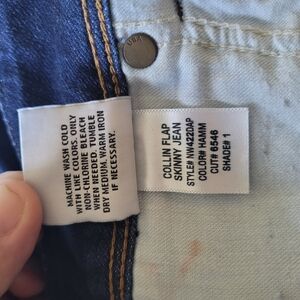 MACHINE WASH COLD
WITH LIKE COLORS. ONLY
NON-CHLORINE BLEACH
WHEN NEEDED. TUMBLE
DRY MEDIUM. WARM IRON
IF NECESSARY.
COLLIN FLAP
SKINNY JEAN
STYLE# NW422DAP
COLOR# HAMM
CUT# 6546
SHADE# 1